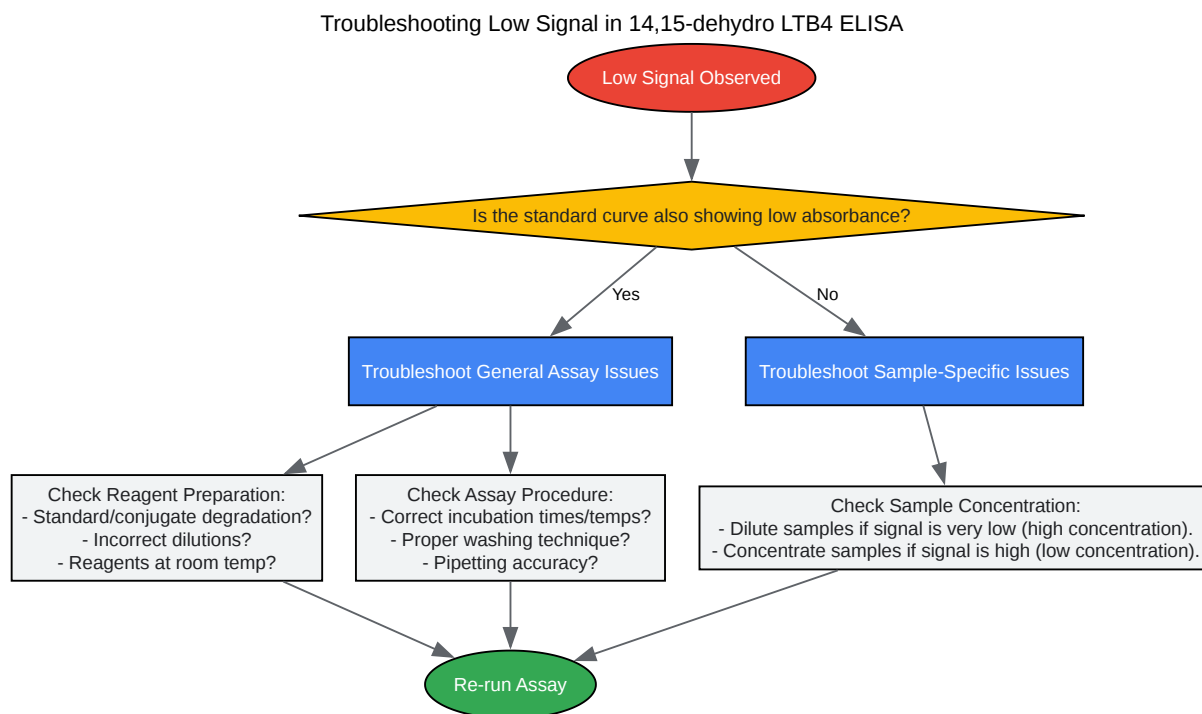 Troubleshooting Low Signal in 14,15-dehydro LTB4 ELISA
Low Signal Observed
Is the standard curve also showing low absorbance?
Yes
No
Troubleshoot General Assay Issues
Troubleshoot Sample-Specific Issues
Check Reagent Preparation:
- Standard/conjugate degradation?
- Incorrect dilutions?
- Reagents at room temp?
Check Assay Procedure:
- Correct incubation times/temps?
- Proper washing technique?
- Pipetting accuracy?
Check Sample Concentration:
- Dilute samples if signal is very low (high concentration).
- Concentrate samples if signal is high (low concentration).
Re-run Assay